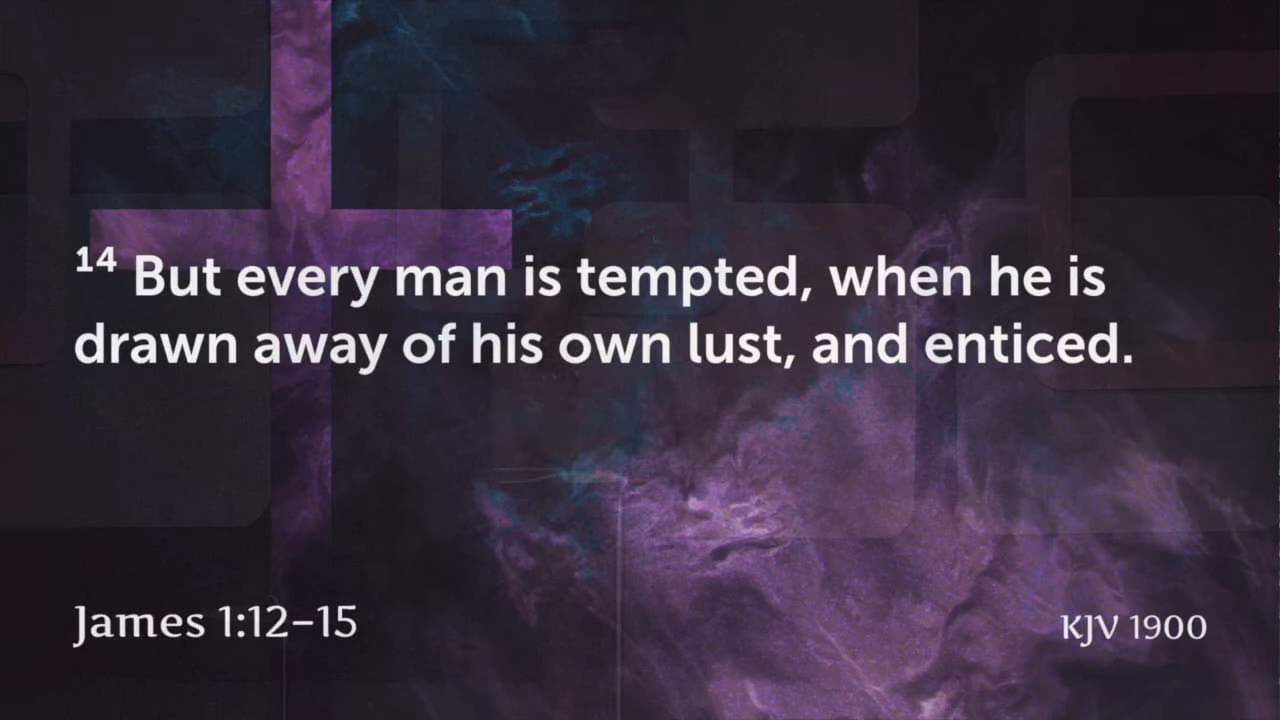 14 But every man is tempted, when he is
drawn away of his own lust, and enticed.
James 1:12–15
KJV 1900